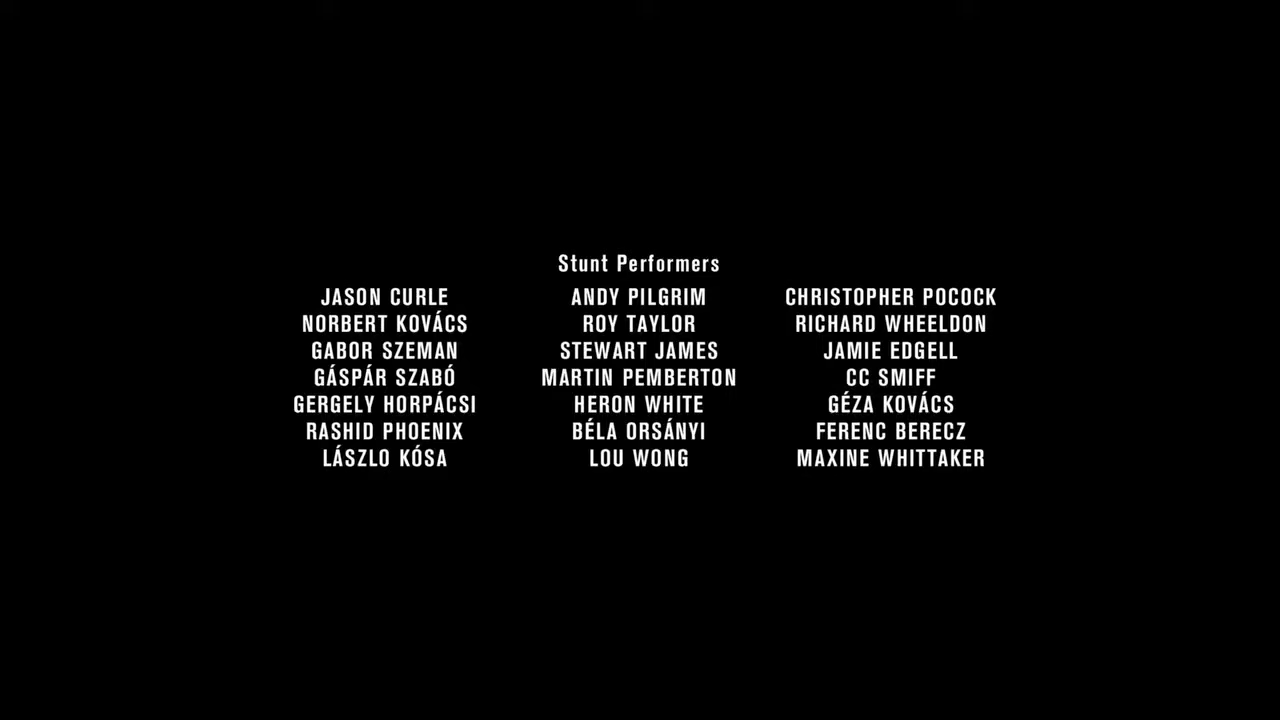 Stunt Performers
JASON CURLE ANDY PILGRIM CHRISTOPHER POCOCK
NORBERT KOVÁCS ROY TAYLOR RICHARD WHEELDON
GABOR SZEMAN STEWART JAMES JAMIE EDGELL
GÁSPÁR SZABÓ MARTIN PEMBERTON CC SMIFF
GERGELY HORPÁCSI HERON WHITE GÉZA KOVÁCS
RASHID PHOENIX BÉLA ORSÁNYI FERENC BERECZ
LÁSZLO KÓSA LOU WONG MAXINE WHITTAKER